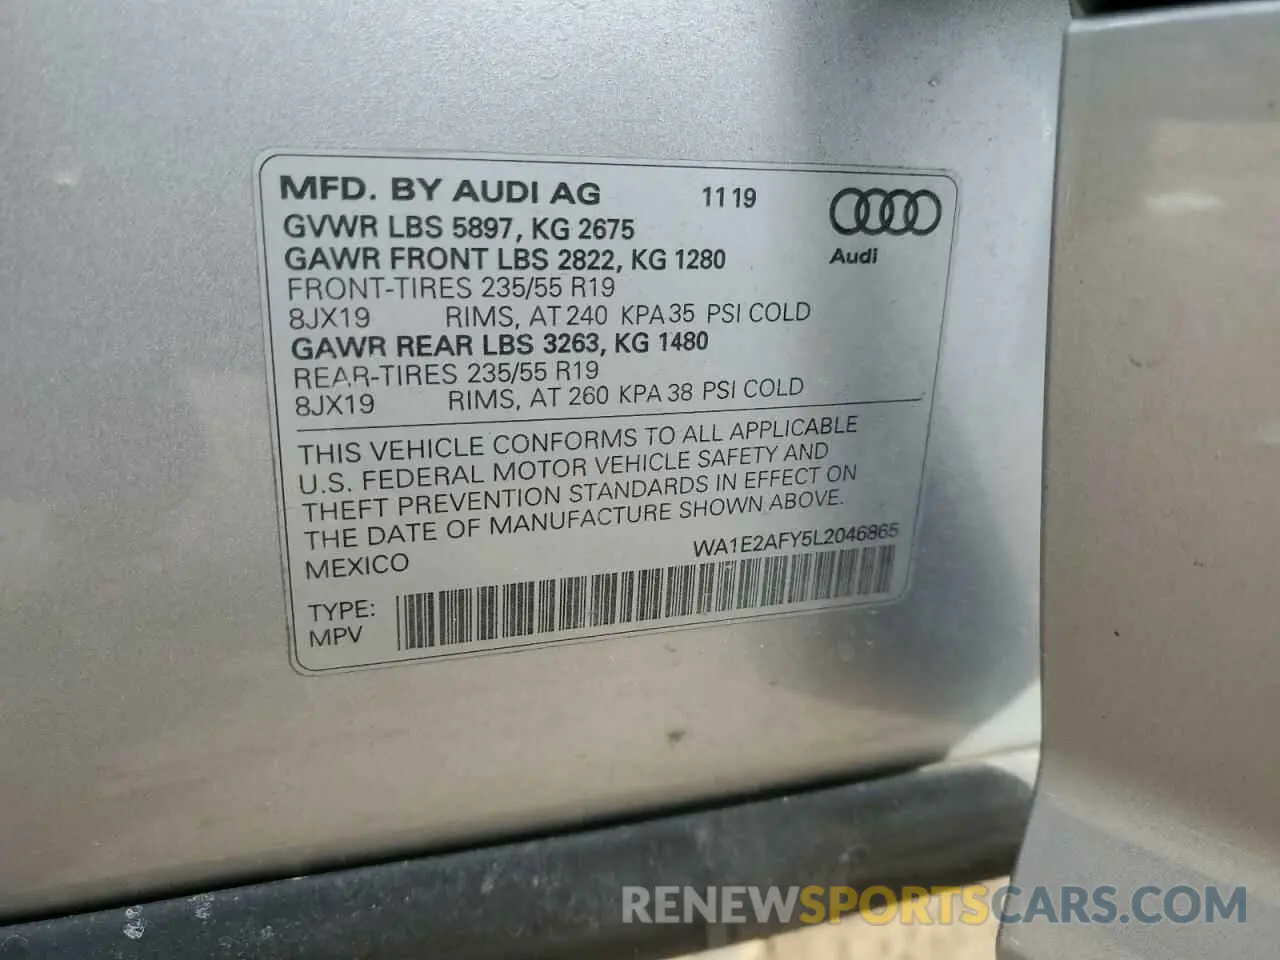 MFD. BY AUDI AG 11 19
GVWR LBS 5897, KG 2675
GAWR FRONT LBS 2822, KG 1280
Audi
FRONT-TIRES 235/55 R19
8JX19 RIMS, AT 240 KPA 35 PSI COLD
GAWR REAR LBS 3263, KG 1480
REAR-TIRES 235/55 R19
8JX19 RIMS, AT 260 KPA 38 PSI COLD
THIS VEHICLE CONFORMS TO ALL APPLICABLE
U.S. FEDERAL MOTOR VEHICLE SAFETY AND
THEFT PREVENTION STANDARDS IN EFFECT ON
THE DATE OF MANUFACTURE SHOWN ABOVE.
MEXICO WA1E2AFY5L2046865
TYPE:
MPV
RENEWSPORTSCARS.COM